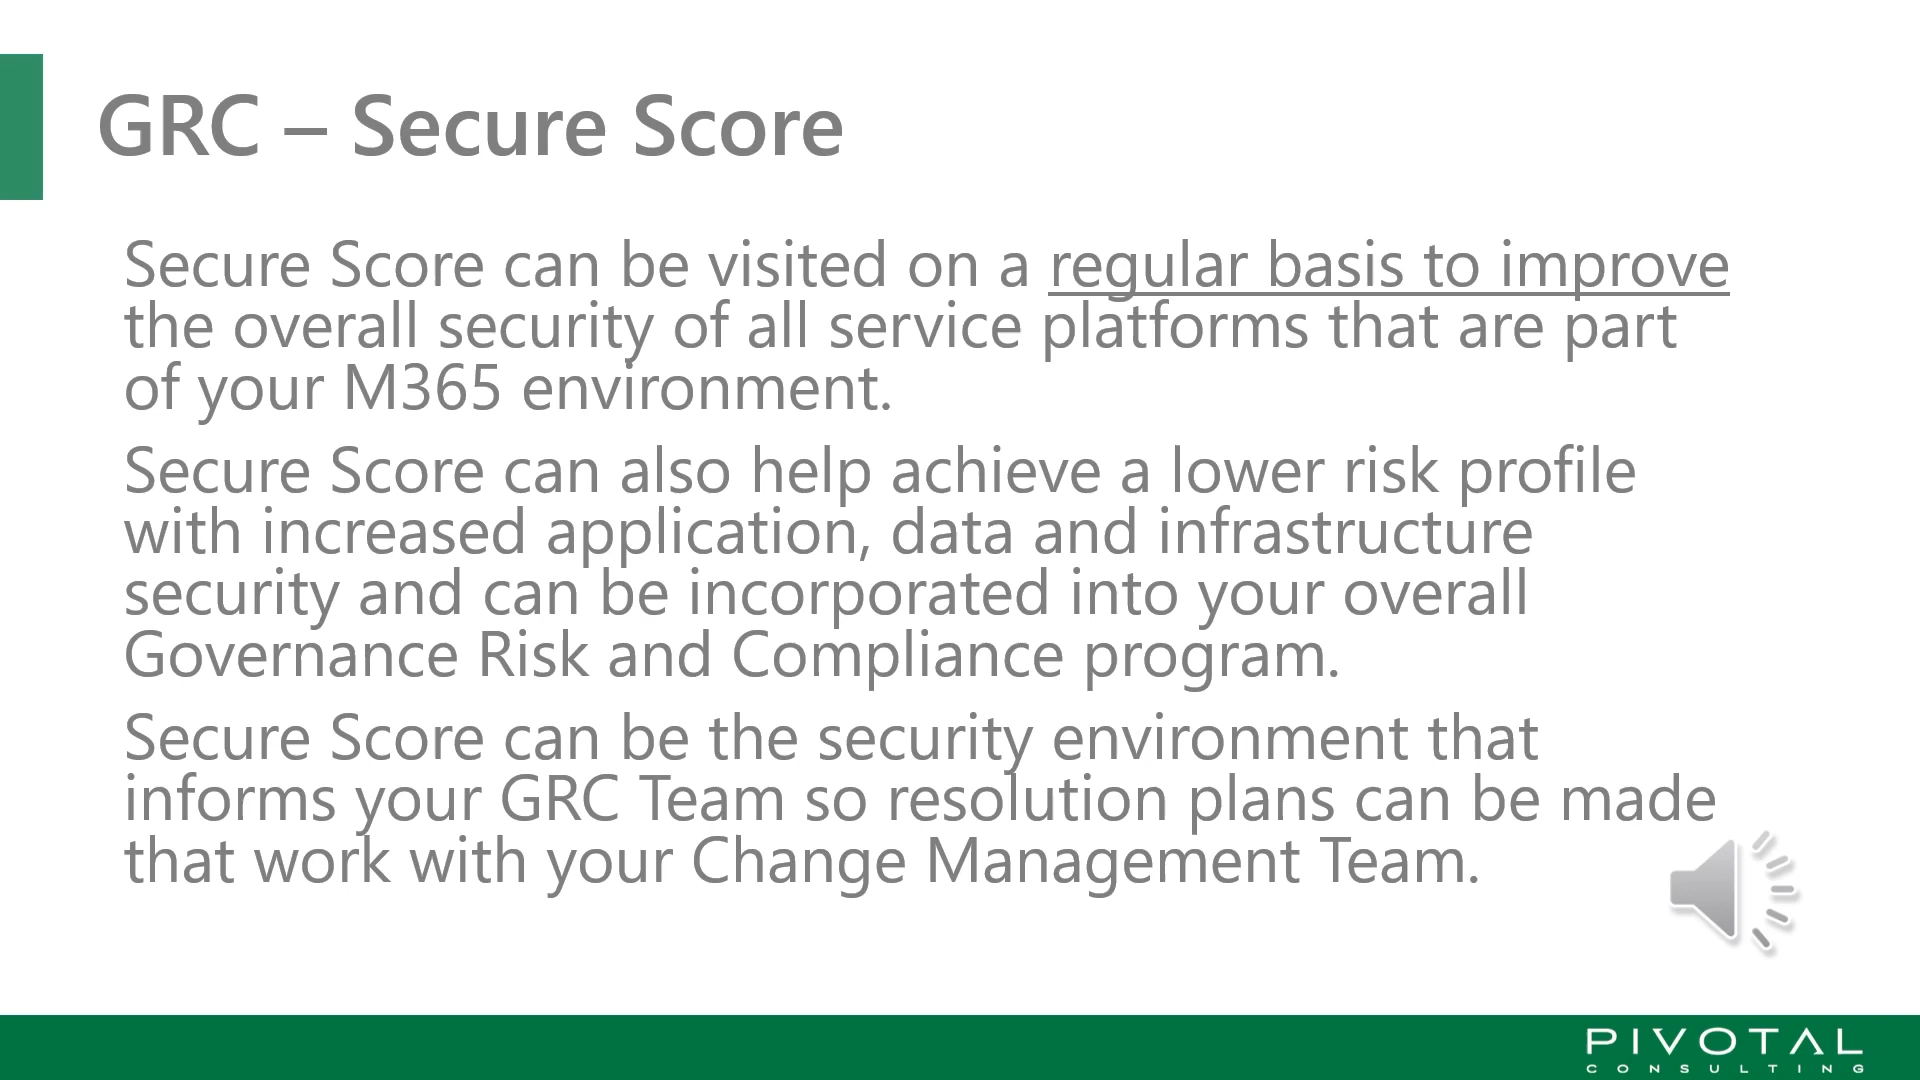 GRC – Secure Score
Secure Score can be visited on a regular basis to improve
the overall security of all service platforms that are part
of your M365 environment.
Secure Score can also help achieve a lower risk profile
with increased application, data and infrastructure
security and can be incorporated into your overall
Governance Risk and Compliance program.
Secure Score can be the security environment that
informs your GRC Team so resolution plans can be made
that work with your Change Management Team.
PIVOTAL
CONSULTING